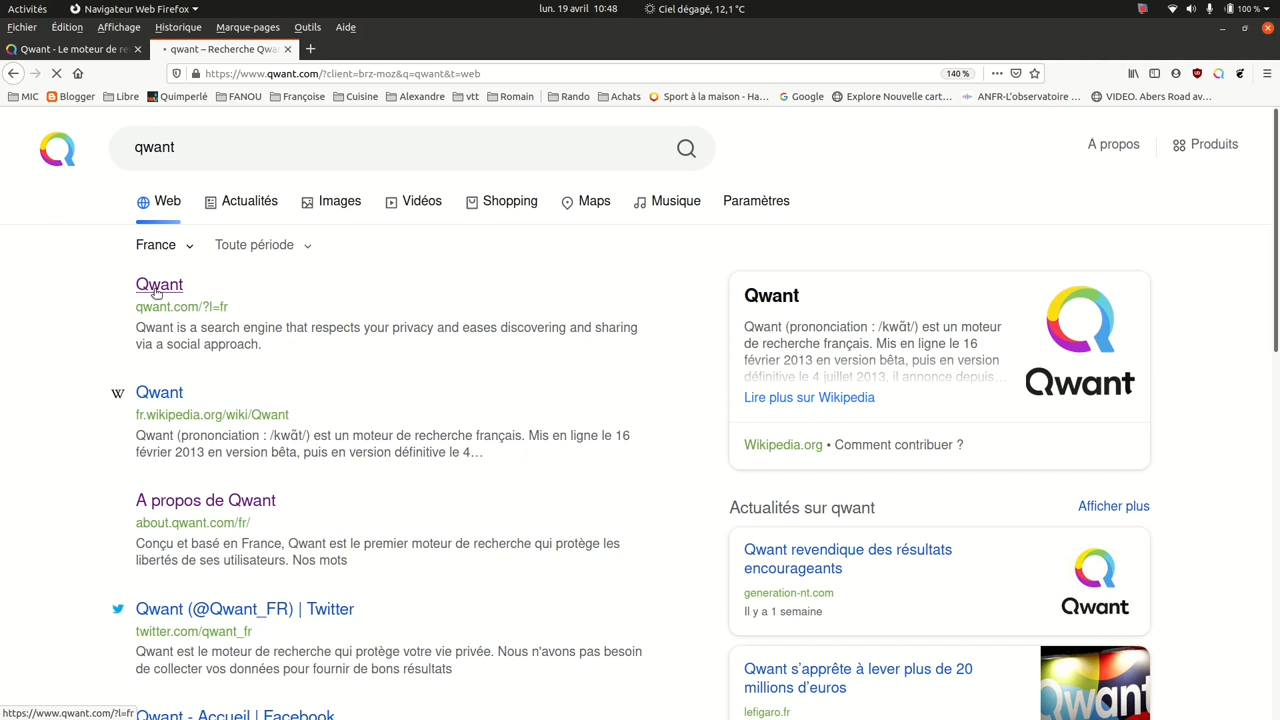 Activités
Navigateur Web Firefox
lun. 19 avril 10:48
Ciel dégagé, 12,1 °C
100 %
Fichier Édition Affichage Historique Marque-pages Outils Aide
Qwant - Le moteur de re
qwant – Recherche Qwa
https://www.qwant.com/?client=brz-moz&q=qwant&t=web
140 %
MIC Blogger Libre Quimperlé FANOU Françoise Cuisine Alexandre vtt Romain Rando Achats Sport à la maison - Ha... Google Explore Nouvelle cart... ANFR-L'observatoire ... VIDEO. Abers Road av...
qwant
A propos
Produits
Web Actualités Images Vidéos Shopping Maps Musique Paramètres
France Toute période
Qwant
qwant.com/?l=fr
Qwant is a search engine that respects your privacy and eases discovering and sharing
via a social approach.
W Qwant
fr.wikipedia.org/wiki/Qwant
Qwant (prononciation : /kwɑ̃t/) est un moteur de recherche français. Mis en ligne le 16
février 2013 en version bêta, puis en version définitive le 4…
A propos de Qwant
about.qwant.com/fr/
Conçu et basé en France, Qwant est le premier moteur de recherche qui protège les
libertés de ses utilisateurs. Nos mots
Qwant (@Qwant_FR) | Twitter
twitter.com/qwant_fr
Qwant est le moteur de recherche qui protège votre vie privée. Nous n'avons pas besoin
de collecter vos données pour fournir de bons résultats
Qwant - Accueil | Facebook
https://www.qwant.com/?l=fr
Qwant
Qwant (prononciation : /kwɑ̃t/) est un moteur
de recherche français. Mis en ligne le 16
février 2013 en version bêta, puis en version
définitive le 4 juillet 2013, il annonce depuis…
Qwant
Lire plus sur Wikipedia
Wikipedia.org • Comment contribuer ?
Actualités sur qwant
Afficher plus
Qwant revendique des résultats
encourageants
generation-nt.com
Il y a 1 semaine
Qwant
Qwant s'apprête à lever plus de 20
millions d'euros
lefigaro.fr
Qwant